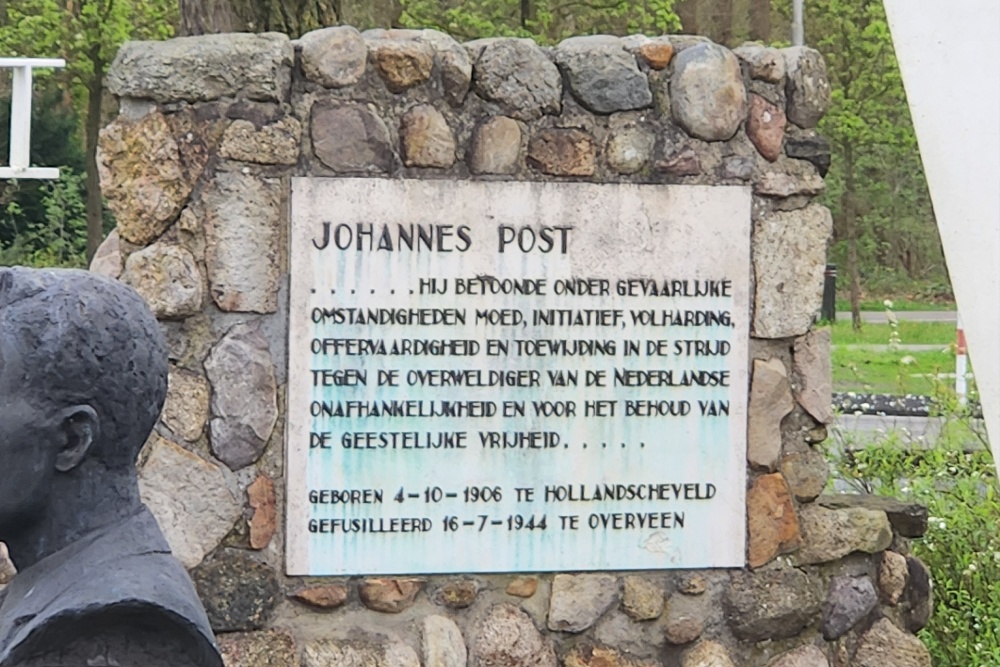 JOHANNES POST
......HIJ BETOONDE ONDER GEVAARLIJKE
OMSTANDIGHEDEN MOED, INITIATIEF, VOLHARDING,
OFFERVAARDIGHEID EN TOEWIJDING IN DE STRIJD
TEGEN DE OVERWELDIGER VAN DE NEDERLANDSE
ONAFHANKELIJKHEID EN VOOR HET BEHOUD VAN
DE GEESTELIJKE VRIJHEID.....
GEBOREN 4-10-1906 TE HOLLANDSCHEVELD
GEFUSILLEERD 16-7-1944 TE OVERVEEN